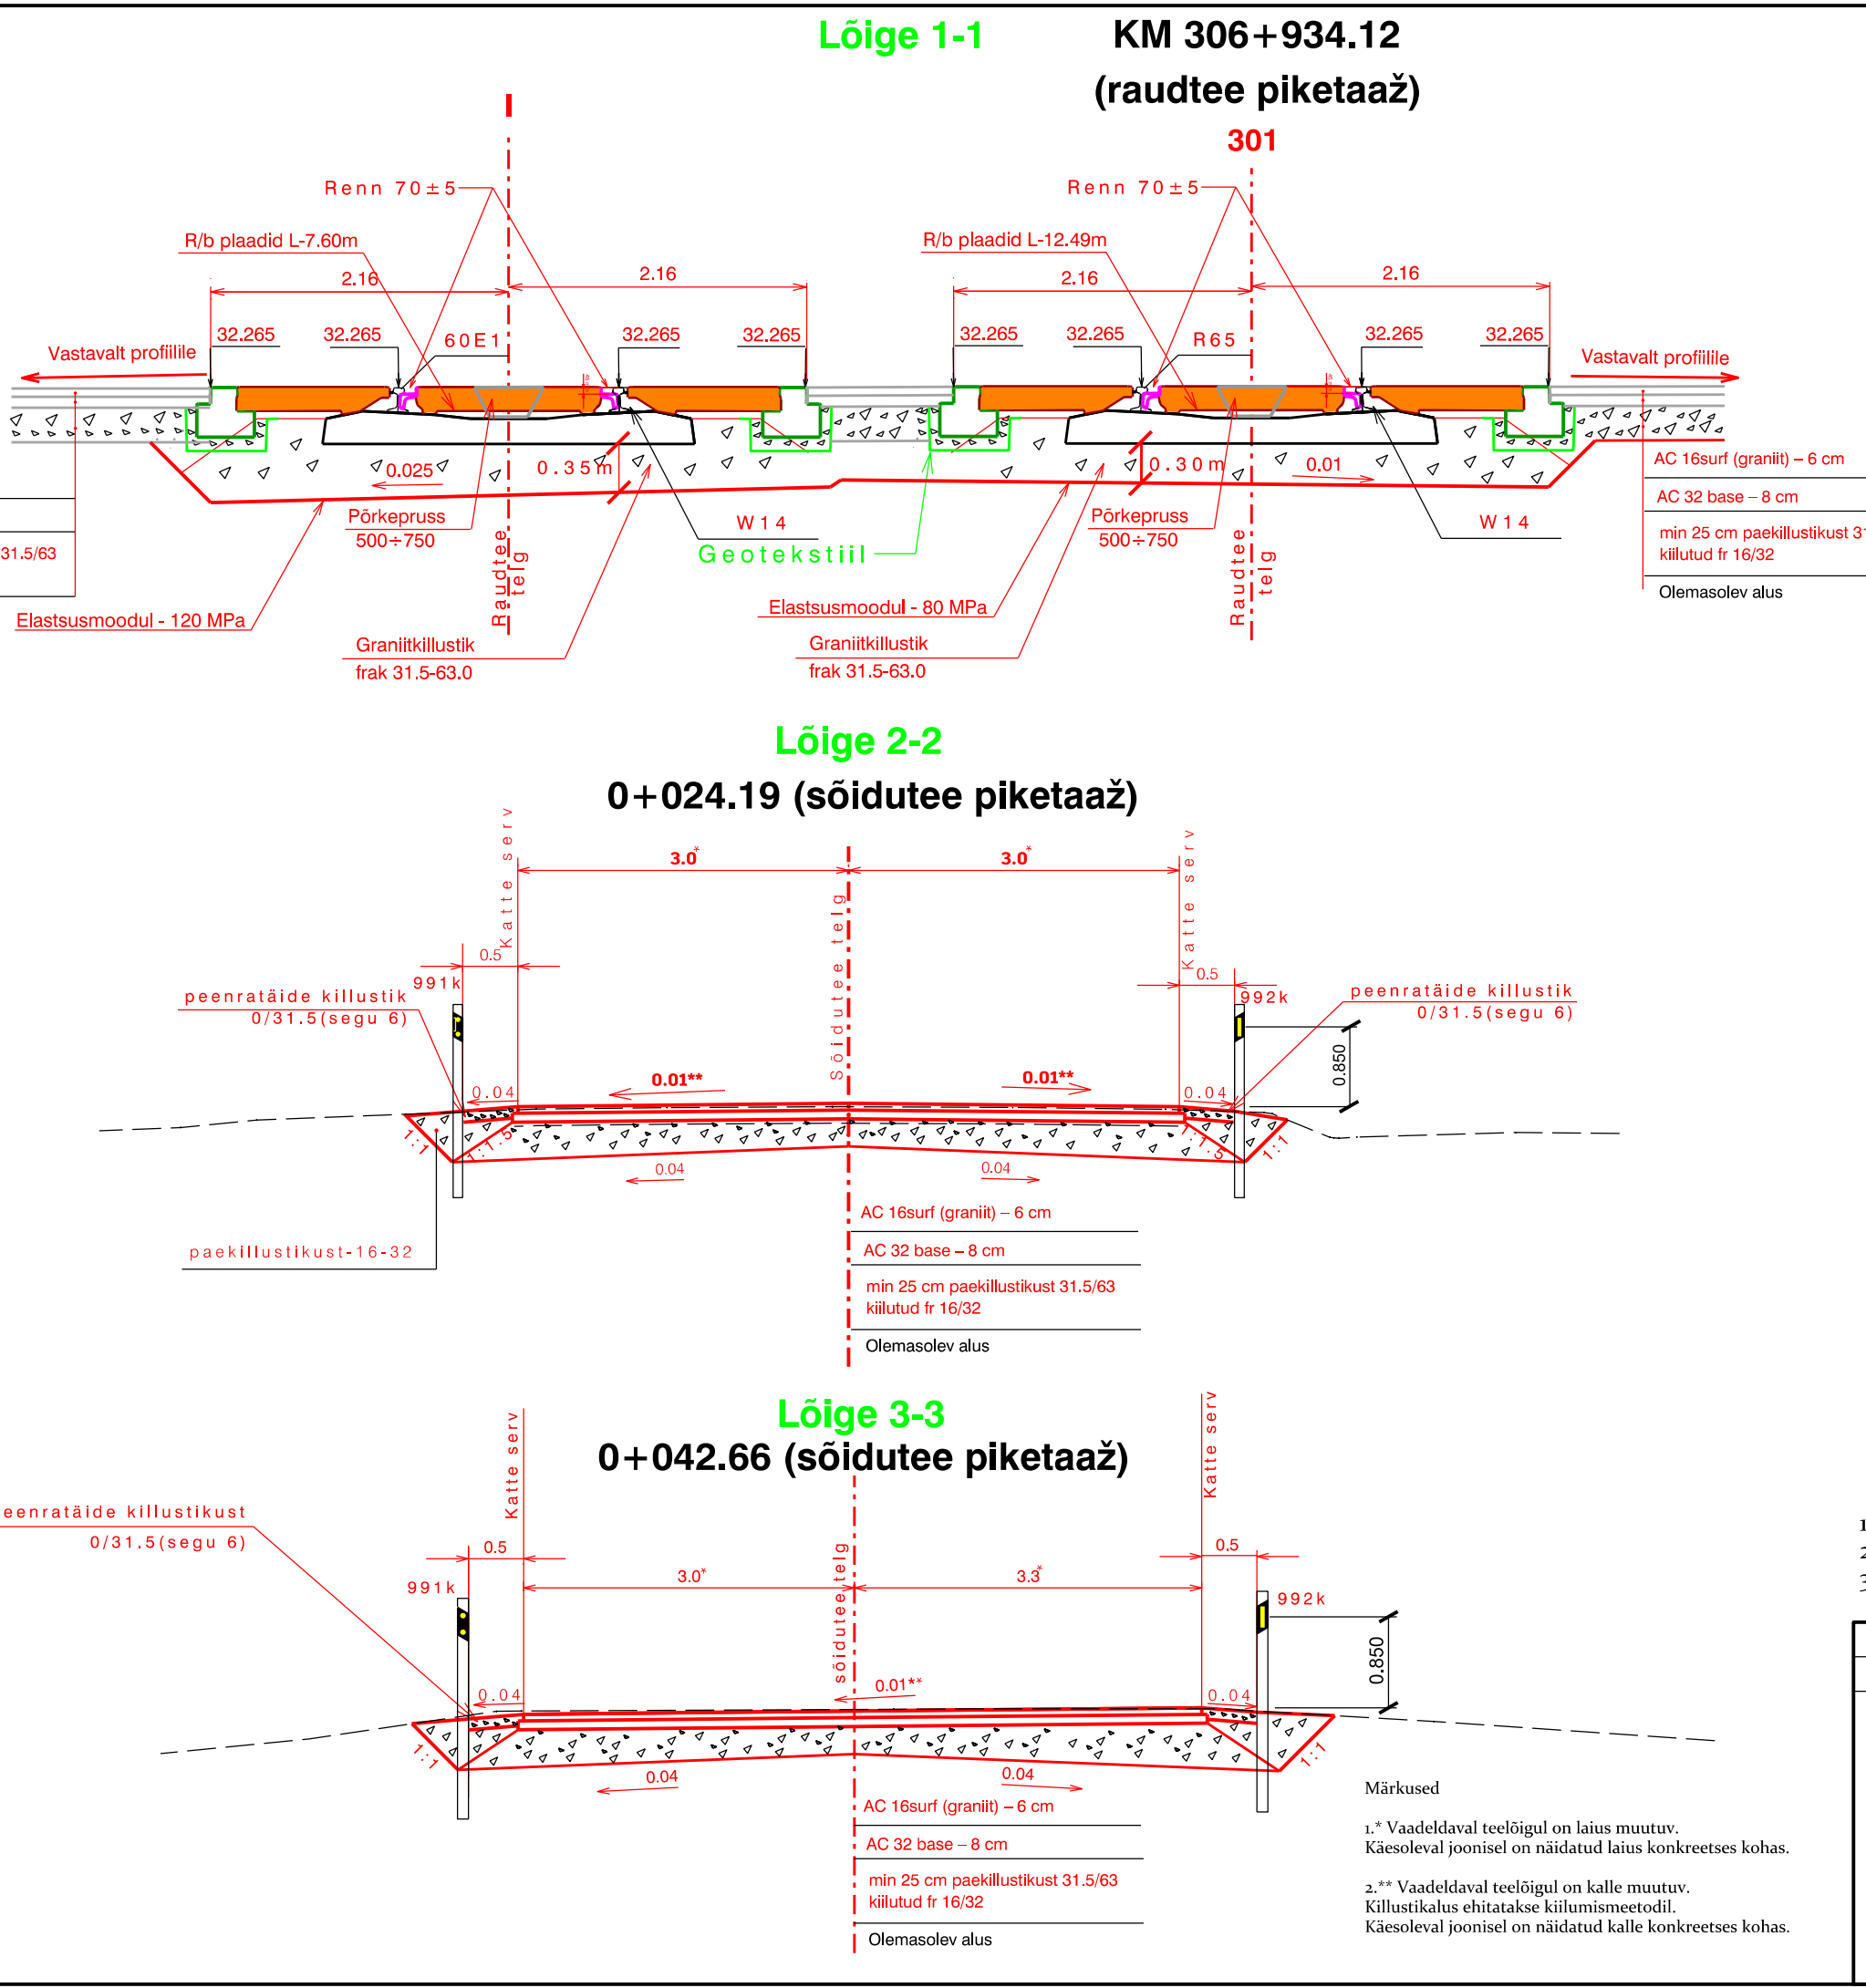 Lõige 1-1
KM 306+934.12
(raudtee piketaaž)
I
301
Renn 70±5
Renn 70±5
R/b plaadid L-7.60m
R/b plaadid L-12.49m
2.16
2.16
2.16
2.16
32.265
32.265
60E1
32.265
32.265
32.265
32.265
R65
32.265
32.265
Vastavalt profiilile
Vastavalt profiilile
0.025
0.35m
0.30m
0.01
AC 16surf (graniit) – 6 cm
AC 32 base – 8 cm
min 25 cm paekillustikust 31
kiilutud fr 16/32
Olemasolev alus
31.5/63
Põrkepruss
500÷750
W14
Geotekstiil
Põrkepruss
500÷750
W14
Raudtee
telg
Raudtee
telg
Elastsusmoodul - 120 MPa
Elastsusmoodul - 80 MPa
Graniitkillustik
frak 31.5-63.0
Graniitkillustik
frak 31.5-63.0
Lõige 2-2
0+024.19 (sõidutee piketaaž)
Katte serv
3.0*
3.0*
Katte serv
Sõidutee telg
0.5
0.5
991k
992k
peenratäide killustik
0/31.5(segu 6)
peenratäide killustik
0/31.5(segu 6)
0.850
0.04
0.01**
0.01**
0.04
1:1
1:1.5
1:1.5
1:1
0.04
0.04
paekillustikust-16-32
AC 16surf (graniit) – 6 cm
AC 32 base – 8 cm
min 25 cm paekillustikust 31.5/63
kiilutud fr 16/32
Olemasolev alus
Lõige 3-3
0+042.66 (sõidutee piketaaž)
Katte serv
Katte serv
eenratäide killustikust
0/31.5(segu 6)
0.5
0.5
3.0*
3.3*
sõidutee telg
991k
992k
0.850
0.04
0.01**
0.04
1:1
1:1
0.04
0.04
AC 16surf (graniit) – 6 cm
AC 32 base – 8 cm
min 25 cm paekillustikust 31.5/63
kiilutud fr 16/32
Olemasolev alus
Märkused
1.* Vaadeldaval teelõigul on laius muutuv.
Käesoleval joonisel on näidatud laius konkreetses kohas.
2.** Vaadeldaval teelõigul on kalle muutuv.
Killustikalus ehitatakse kiilumismeetodil.
Käesoleval joonisel on näidatud kalle konkreetses kohas.
1
2
3